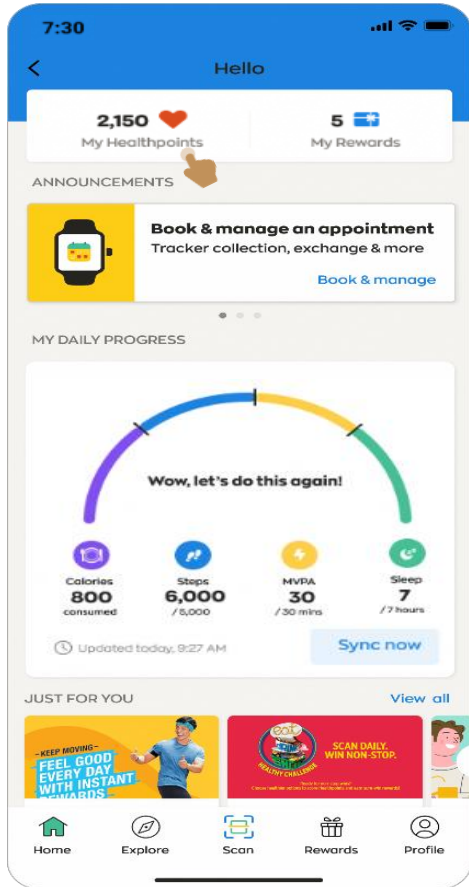 7:30
Hello
2,150
5
My Healthpoints
My Rewards
ANNOUNCEMENTS
Book & manage an appointment
Tracker collection, exchange & more
Book & manage
MY DAILY PROGRESS
Wow, let's do this again!
Calories
800
consumed
Steps
6,000
/5,000
MVPA
30
/30 mins
Sleep
7
/7 hours
Updated today, 9:27 AM
Sync now
JUST FOR YOU
View all
-KEEP MOVING-
FEEL GOOD
EVERY DAY
WITH INSTANT
REWARDS
HEALTHY CHALLENGE
SCAN DAILY.
WIN NON-STOP.
Home
Explore
Scan
Rewards
Profile